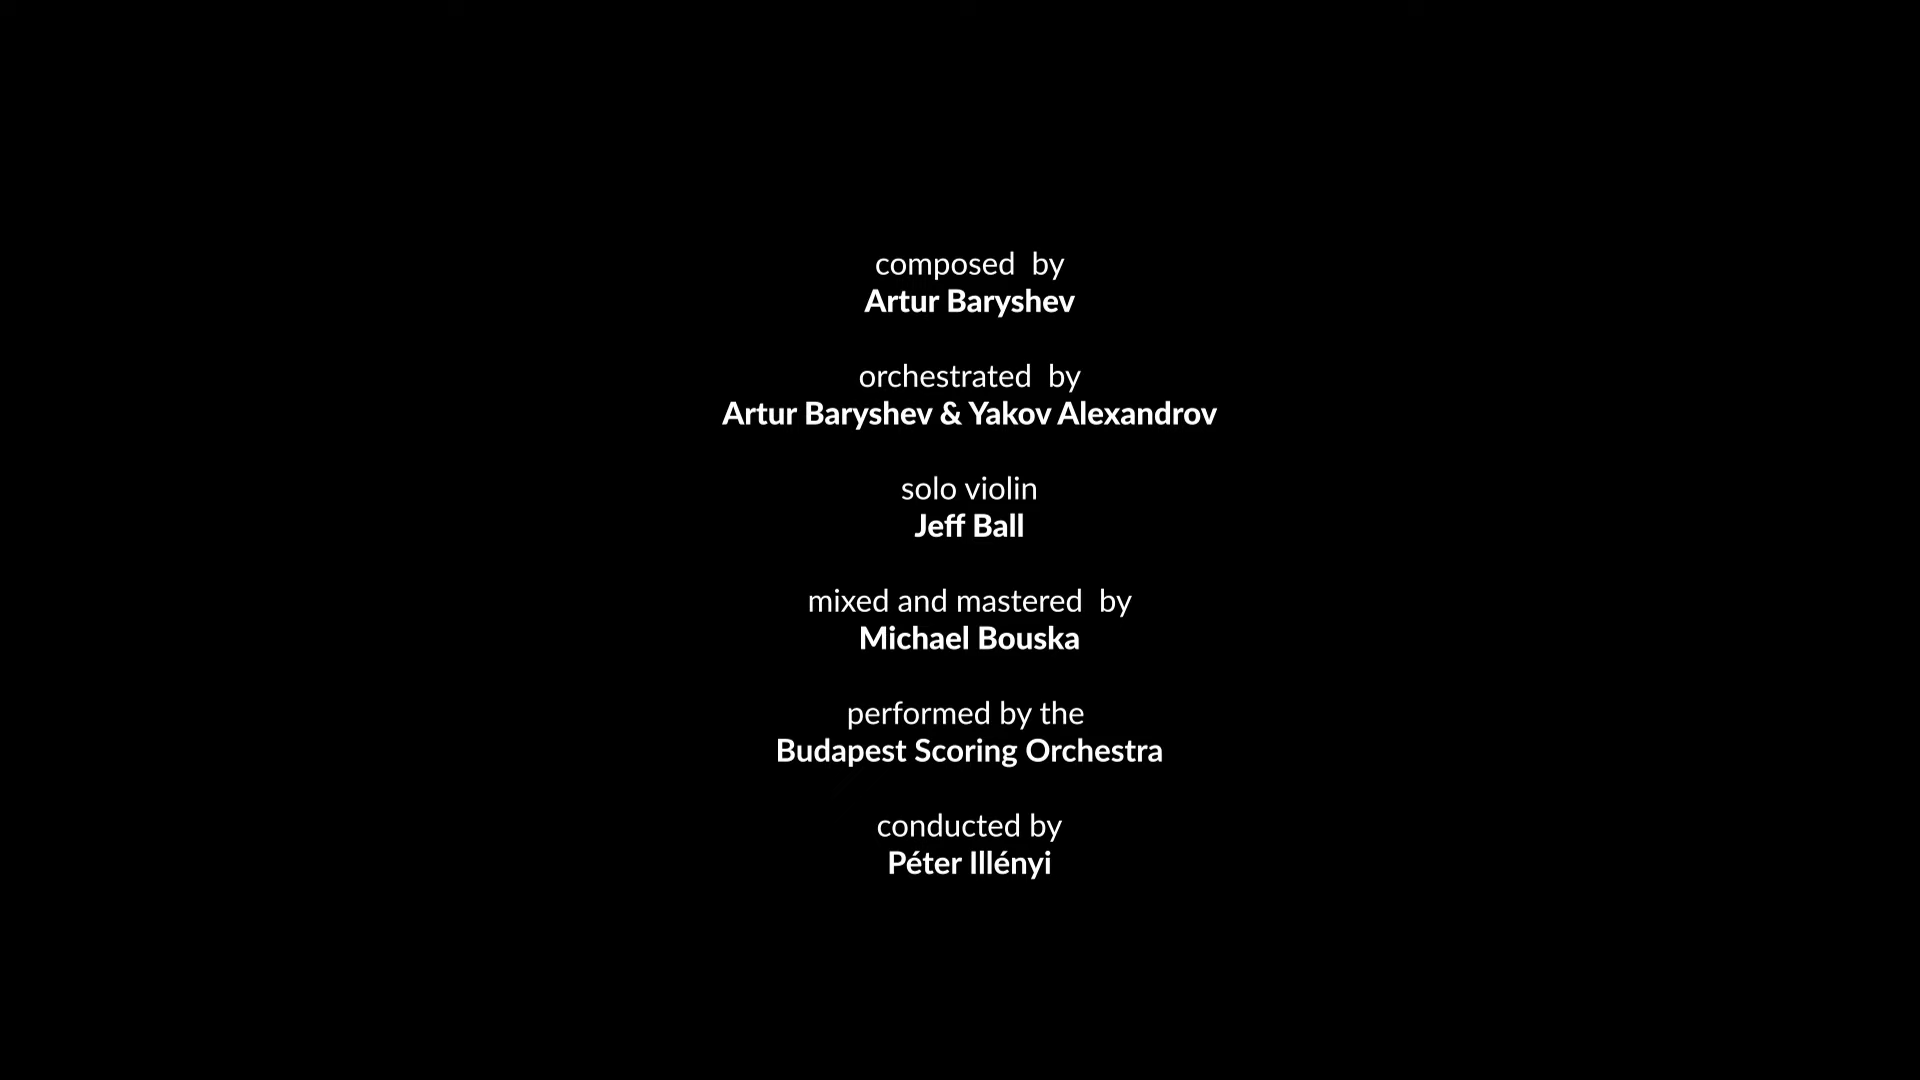 composed  by
Artur Baryshev
orchestrated  by
Artur Baryshev & Yakov Alexandrov
solo violin
Jeff Ball
mixed and mastered  by
Michael Bouska
performed by the
Budapest Scoring Orchestra
conducted by
Péter Illényi